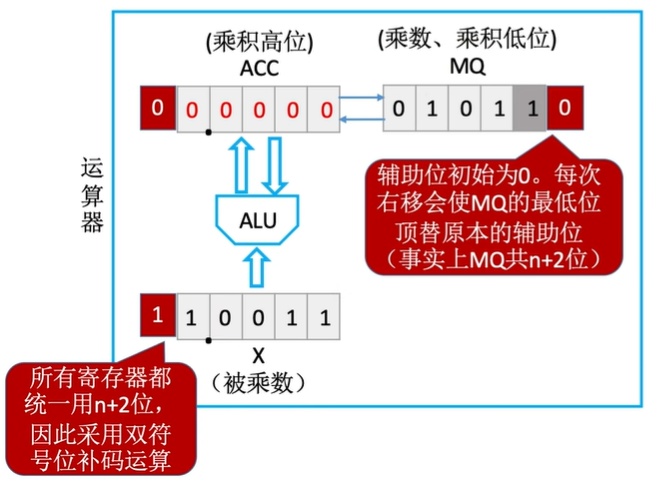 (乘积高位)
ACC
(乘数、乘积低位)
MQ
0 0 0 0 0 0
0 1 0 1 1 0
运算器
ALU
辅助位初始为0。每次
右移会使MQ的最低位
顶替原本的辅助位
（事实上MQ共n+2位）
1 1 0 0 1 1
X
（被乘数）
所有寄存器都
统一用n+2位，
因此采用双符
号位补码运算